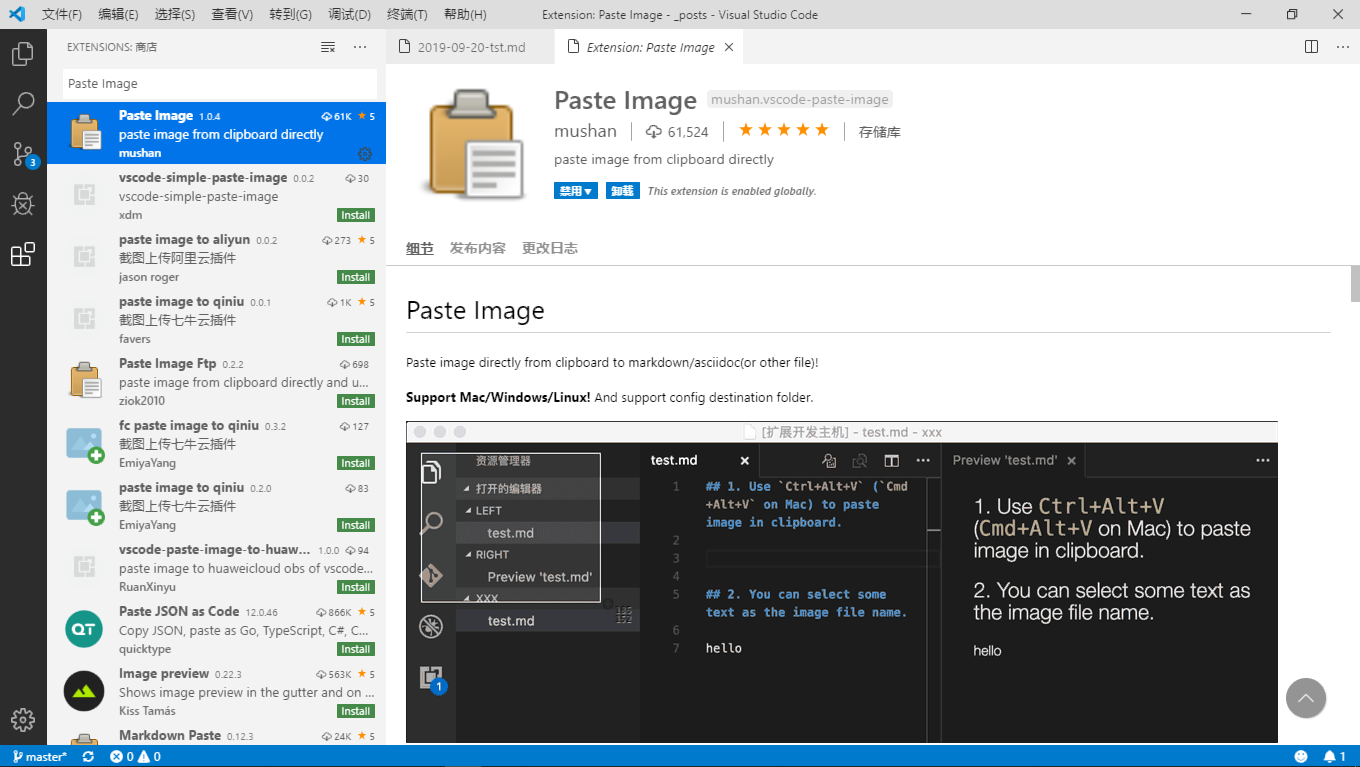 文件(F) 编辑(E) 选择(S) 查看(V) 转到(G) 调试(D) 终端(T) 帮助(H) Extension: Paste Image - _posts - Visual Studio Code
EXTENSIONS: 商店
Paste Image
Paste Image 1.0.4 61K ★ 5
paste image from clipboard directly
mushan
vscode-simple-paste-image 0.0.2 30
vscode-simple-paste-image
xdm Install
paste image to aliyun 0.0.2 273 ★ 5
截图上传阿里云插件
jason roger Install
paste image to qiniu 0.0.1 1K ★ 5
截图上传七牛云插件
favers Install
Paste Image Ftp 0.2.2 698
paste image from clipboard directly and u...
ziok2010 Install
fc paste image to qiniu 0.3.2 127
截图上传七牛云插件
EmiyaYang Install
paste image to qiniu 0.2.0 83
截图上传七牛云插件
EmiyaYang Install
vscode-paste-image-to-huaw... 1.0.0 94
paste image to huaweicloud obs of vscode...
RuanXinyu Install
Paste JSON as Code 12.0.46 866K ★ 5
Copy JSON, paste as Go, TypeScript, C#, C...
quicktype Install
QT
Image preview 0.22.3 563K ★ 5
Shows image preview in the gutter and on ...
Kiss Tamás Install
Markdown Paste 0.12.3 24K ★ 5
3
2019-09-20-tst.md Extension: Paste Image
Paste Image mushan.vscode-paste-image
mushan 61,524 ★★★★★ 存储库
paste image from clipboard directly
禁用 卸载 This extension is enabled globally.
细节 发布内容 更改日志
Paste Image
Paste image directly from clipboard to markdown/asciidoc(or other file)!
Support Mac/Windows/Linux! And support config destination folder.
[扩展开发主机] - test.md - xxx
资源管理器
打开的编辑器
LEFT
test.md
RIGHT
Preview 'test.md'
XXX
test.md
185
152
1
test.md
1 ## 1. Use `Ctrl+Alt+V` (`Cmd
+Alt+V` on Mac) to paste
image in clipboard.
2
3
4
5 ## 2. You can select some
text as the image file name.
6
7 hello
Preview 'test.md'
1. Use Ctrl+Alt+V
(Cmd+Alt+V on Mac) to paste
image in clipboard.
2. You can select some text as
the image file name.
hello
master* 0 0 1